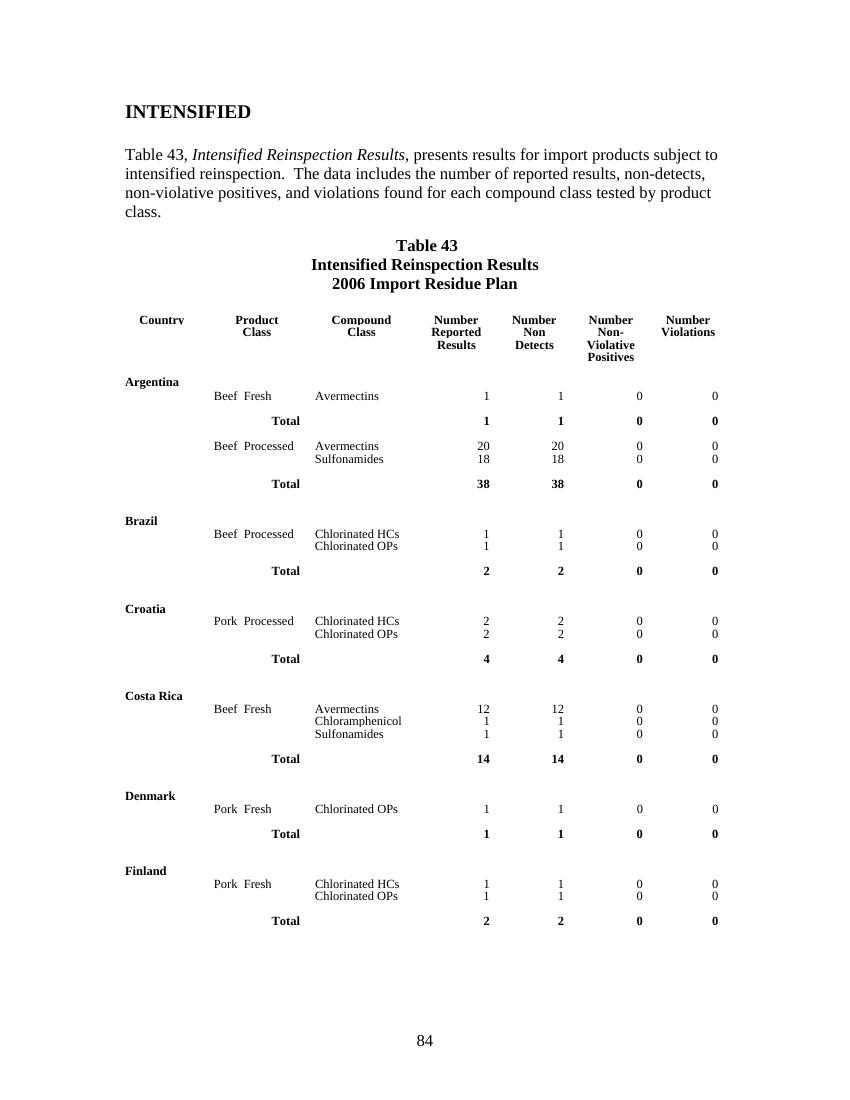 INTENSIFIED
Table 43, Intensified Reinspection Results, presents results for import products subject to
intensified reinspection.  The data includes the number of reported results, non-detects,
non-violative positives, and violations found for each compound class tested by product
class.
Table 43
Intensified Reinspection Results
2006 Import Residue Plan
Country Product Compound Number Number Number Number
Class Class Reported Non Non- Violations
Results Detects Violative
Positives
Argentina
Beef Fresh Avermectins 1 1 0 0
Total 1 1 0 0
Beef Processed Avermectins 20 20 0 0
Sulfonamides 18 18 0 0
Total 38 38 0 0
Brazil
Beef Processed Chlorinated HCs 1 1 0 0
Chlorinated OPs 1 1 0 0
Total 2 2 0 0
Croatia
Pork Processed Chlorinated HCs 2 2 0 0
Chlorinated OPs 2 2 0 0
Total 4 4 0 0
Costa Rica
Beef Fresh Avermectins 12 12 0 0
Chloramphenicol 1 1 0 0
Sulfonamides 1 1 0 0
Total 14 14 0 0
Denmark
Pork Fresh Chlorinated OPs 1 1 0 0
Total 1 1 0 0
Finland
Pork Fresh Chlorinated HCs 1 1 0 0
Chlorinated OPs 1 1 0 0
Total 2 2 0 0
84